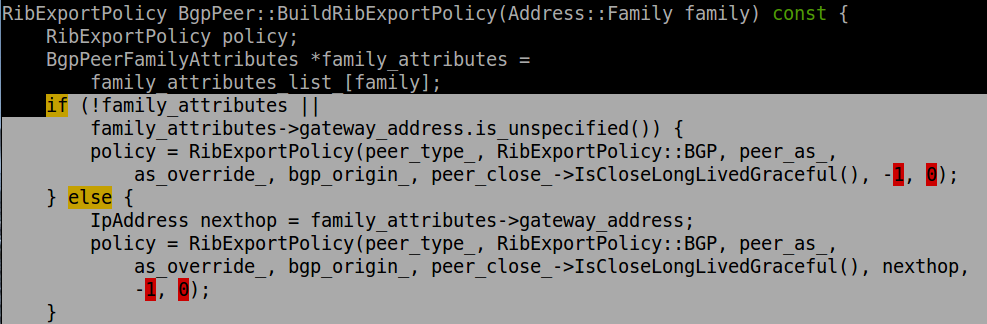 RibExportPolicy BgpPeer::BuildRibExportPolicy(Address::Family family) const {
    RibExportPolicy policy;
    BgpPeerFamilyAttributes *family_attributes =
        family_attributes_list_[family];
    if (!family_attributes ||
        family_attributes->gateway_address.is_unspecified()) {
        policy = RibExportPolicy(peer_type_, RibExportPolicy::BGP, peer_as_,
            as_override_, bgp_origin_, peer_close_->IsCloseLongLivedGraceful(), -1, 0);
    } else {
        IpAddress nexthop = family_attributes->gateway_address;
        policy = RibExportPolicy(peer_type_, RibExportPolicy::BGP, peer_as_,
            as_override_, bgp_origin_, peer_close_->IsCloseLongLivedGraceful(), nexthop,
            -1, 0);
    }